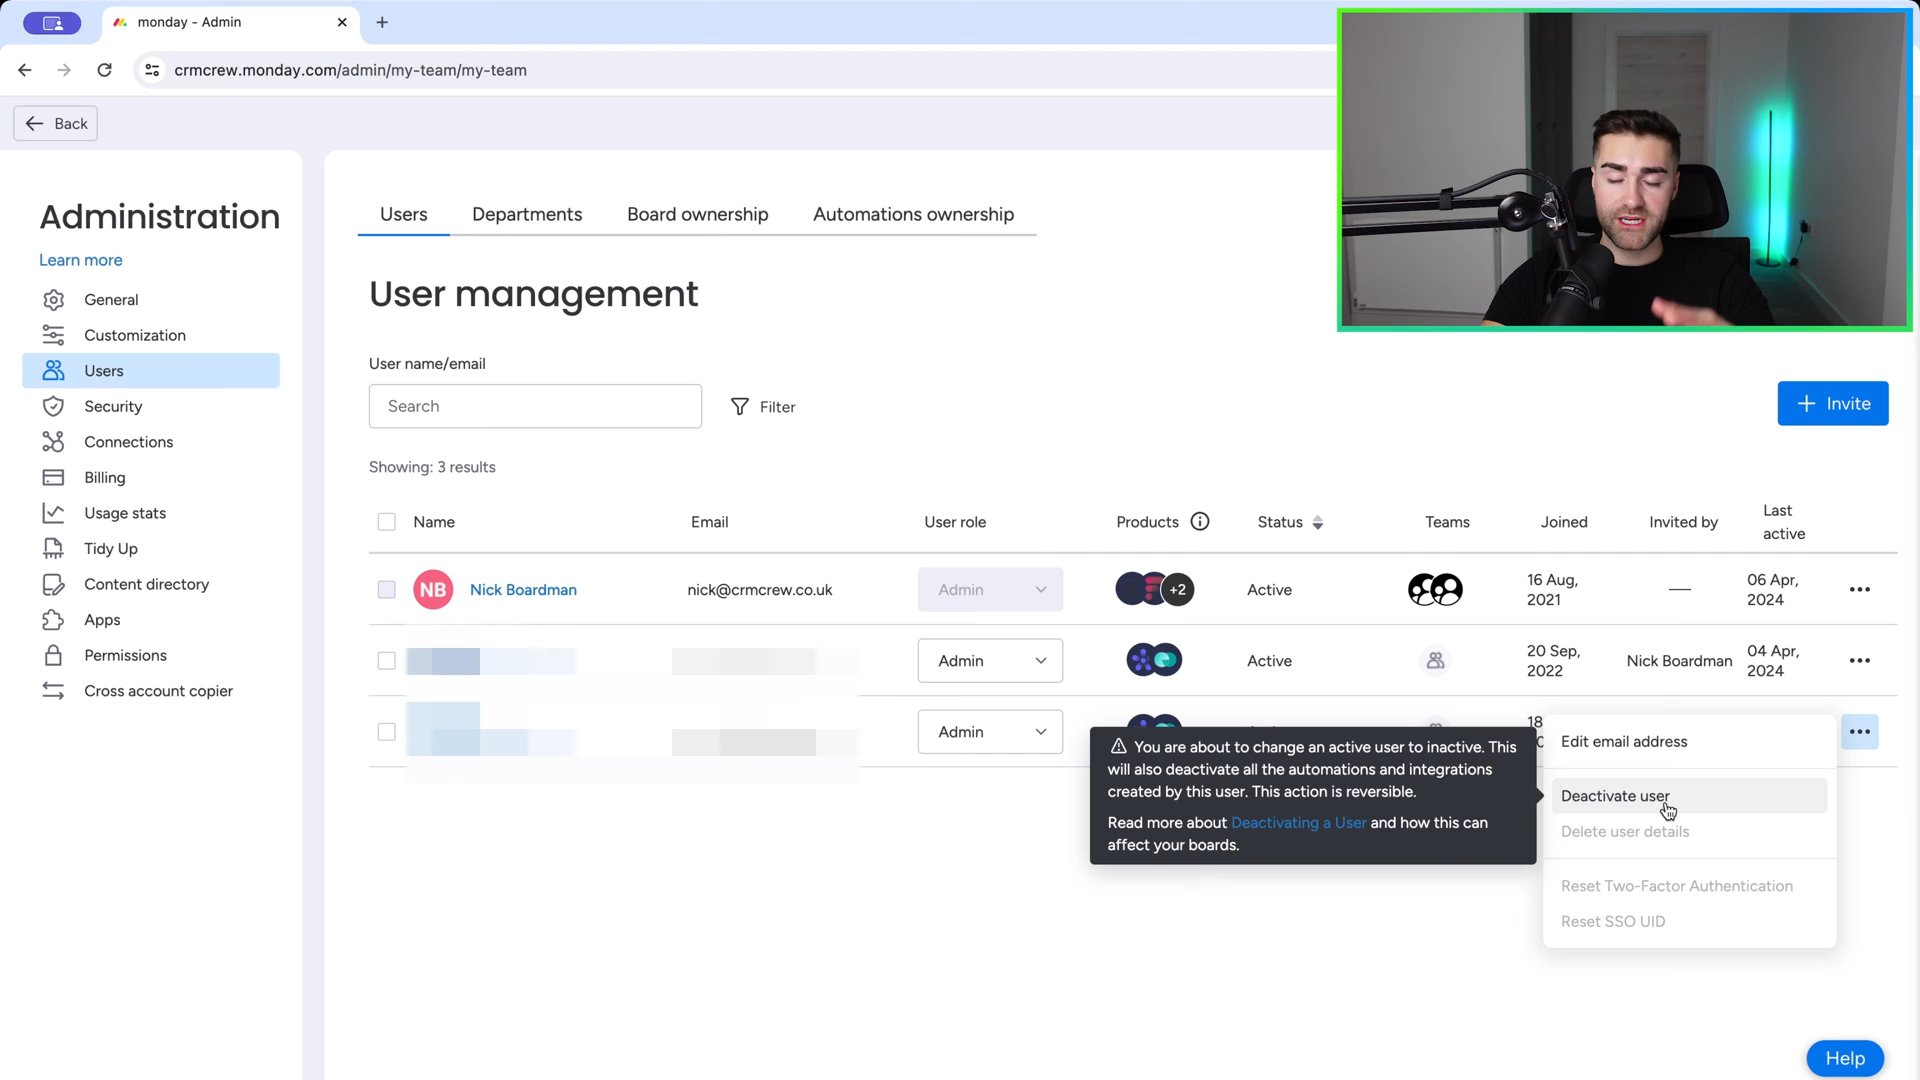 monday - Admin
crmcrew.monday.com/admin/my-team/my-team
Back
Administration
Learn more
General
Customization
Users
Security
Connections
Billing
Usage stats
Tidy Up
Content directory
Apps
Permissions
Cross account copier
Users Departments Board ownership Automations ownership
User management
User name/email
Search
Filter
+ Invite
Showing: 3 results
Name Email User role Products Status Teams Joined Invited by Last active
NB Nick Boardman nick@crmcrew.co.uk Admin +2 Active 16 Aug, 2021 — 06 Apr, 2024
Admin Active 20 Sep, 2022 Nick Boardman 04 Apr, 2024
Admin 18
⚠ You are about to change an active user to inactive. This
will also deactivate all the automations and integrations
created by this user. This action is reversible.
Read more about Deactivating a User and how this can
affect your boards.
Edit email address
Deactivate user
Delete user details
Reset Two-Factor Authentication
Reset SSO UID
Help